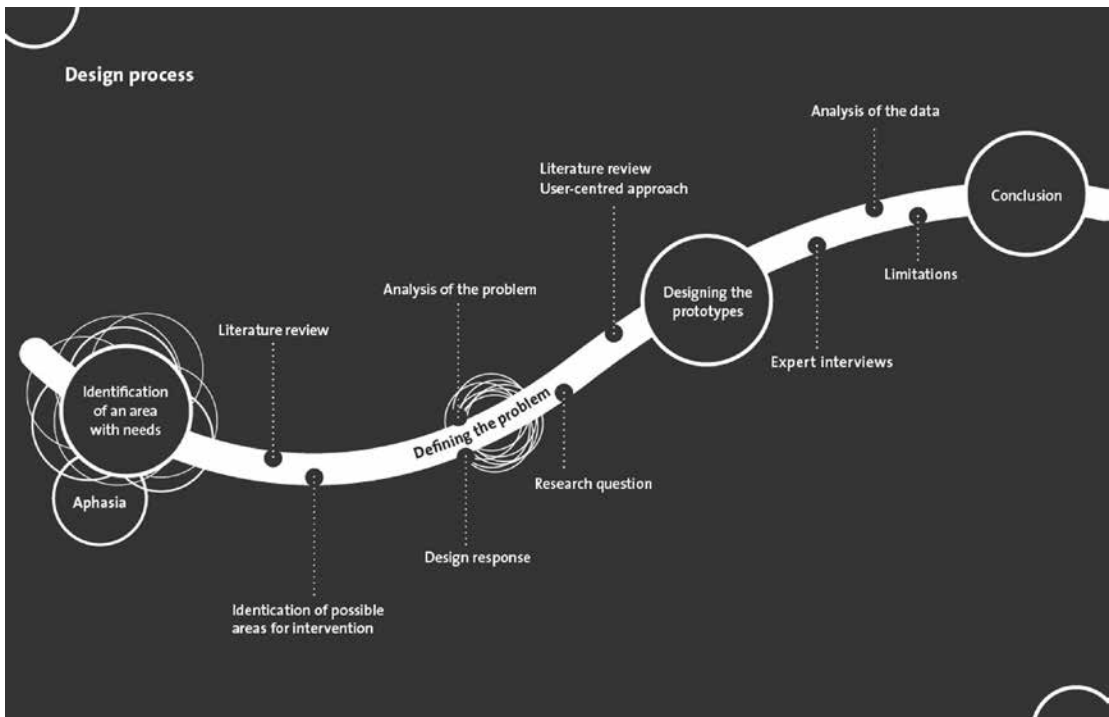 Design process
Identification
of an area
with needs
Aphasia
Literature review
Identication of possible
areas for intervention
Analysis of the problem
Defining the problem
Design response
Research question
Literature review
User-centred approach
Designing the
prototypes
Expert interviews
Analysis of the data
Limitations
Conclusion